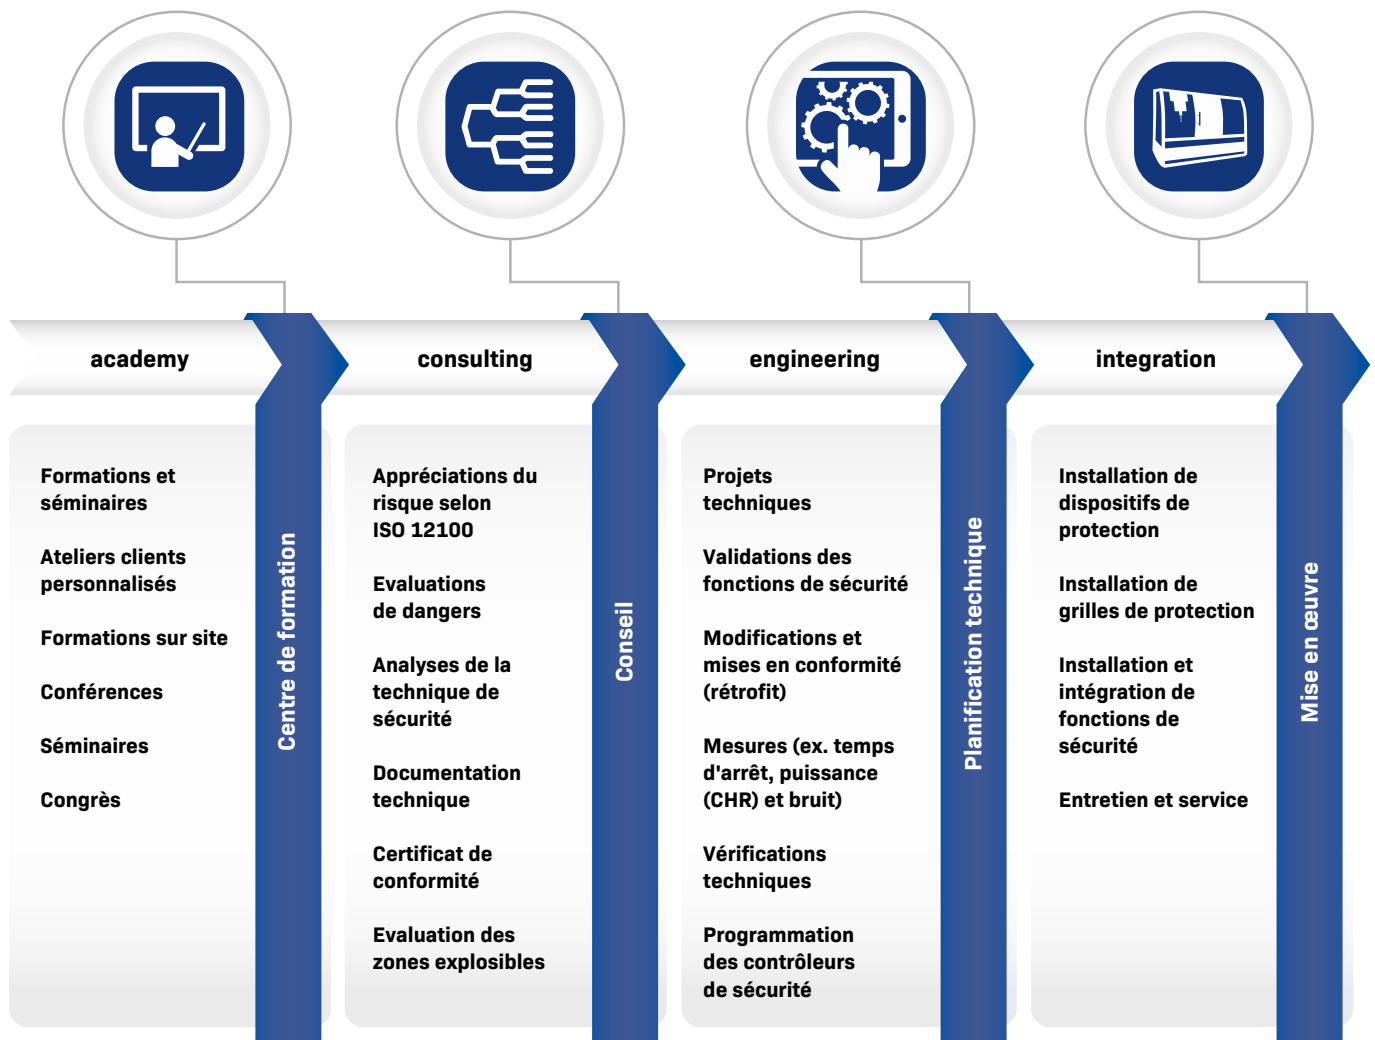 academy
consulting
engineering
integration
Formations et
séminaires
Ateliers clients
personnalisés
Formations sur site
Conférences
Séminaires
Congrès
Centre de formation
Appréciations du
risque selon
ISO 12100
Evaluations
de dangers
Analyses de la
technique de
sécurité
Documentation
technique
Certificat de
conformité
Evaluation des
zones explosibles
Conseil
Projets
techniques
Validations des
fonctions de sécurité
Modifications et
mises en conformité
(rétrofit)
Mesures (ex. temps
d'arrêt, puissance
(CHR) et bruit)
Vérifications
techniques
Programmation
des contrôleurs
de sécurité
Planification technique
Installation de
dispositifs de
protection
Installation de
grilles de protection
Installation et
intégration de
fonctions de
sécurité
Entretien et service
Mise en œuvre